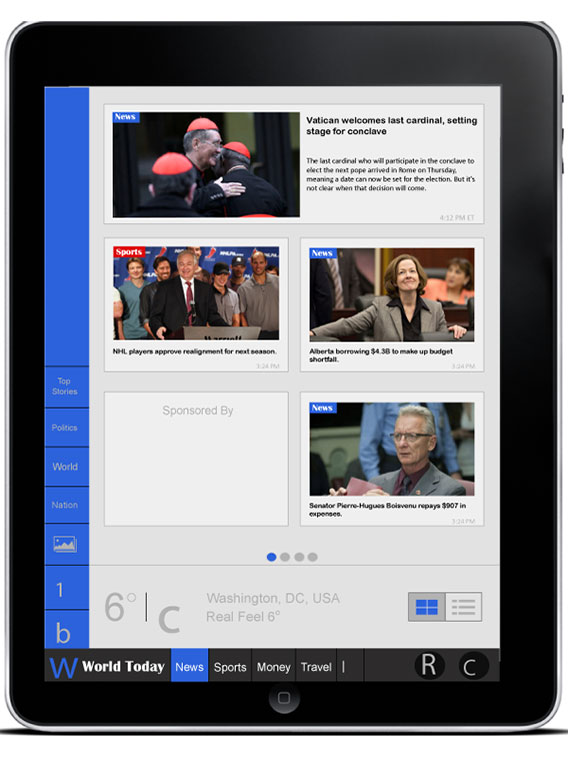 News
Vatican welcomes last cardinal, setting
stage for conclave
The last cardinal who will participate in the conclave to
elect the next pope arrived in Rome on Thursday,
meaning a date can now be set for the election. But it's
not clear when that decision will come.
4:12 PM ET
Sports
NHL players approve realignment for next season.
3:24 PM
News
Alberta borrowing $4.3B to make up budget
shortfall.
3:24 PM
Sponsored By
News
Senator Pierre-Hugues Boisvenu repays $907 in
expenses.
Top
Stories
Politics
World
Nation
1
b
6° | C
Washington, DC, USA
Real Feel 6°
W World Today News Sports Money Travel |
R C